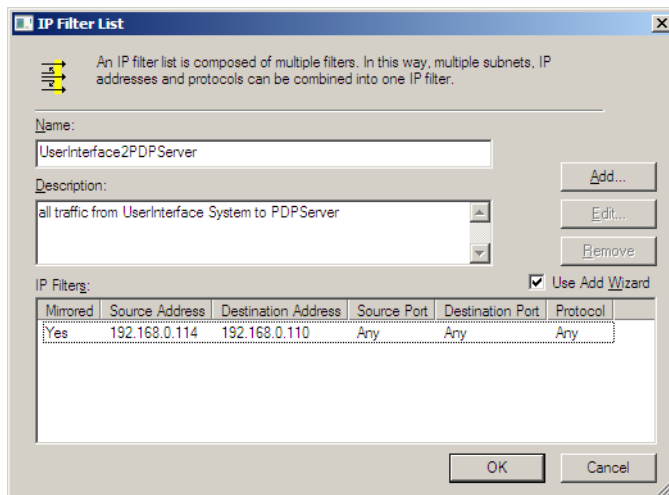 IP Filter List
An IP filter list is composed of multiple filters. In this way, multiple subnets, IP
addresses and protocols can be combined into one IP filter.
Name:
UserInterface2PDPServer
Add...
Description:
all traffic from UserInterface System to PDPServer
Edit...
Remove
IP Filters:
Use Add Wizard
Mirrored Source Address Destination Address Source Port Destination Port Protocol
Yes 192.168.0.114 192.168.0.110 Any Any Any
OK Cancel